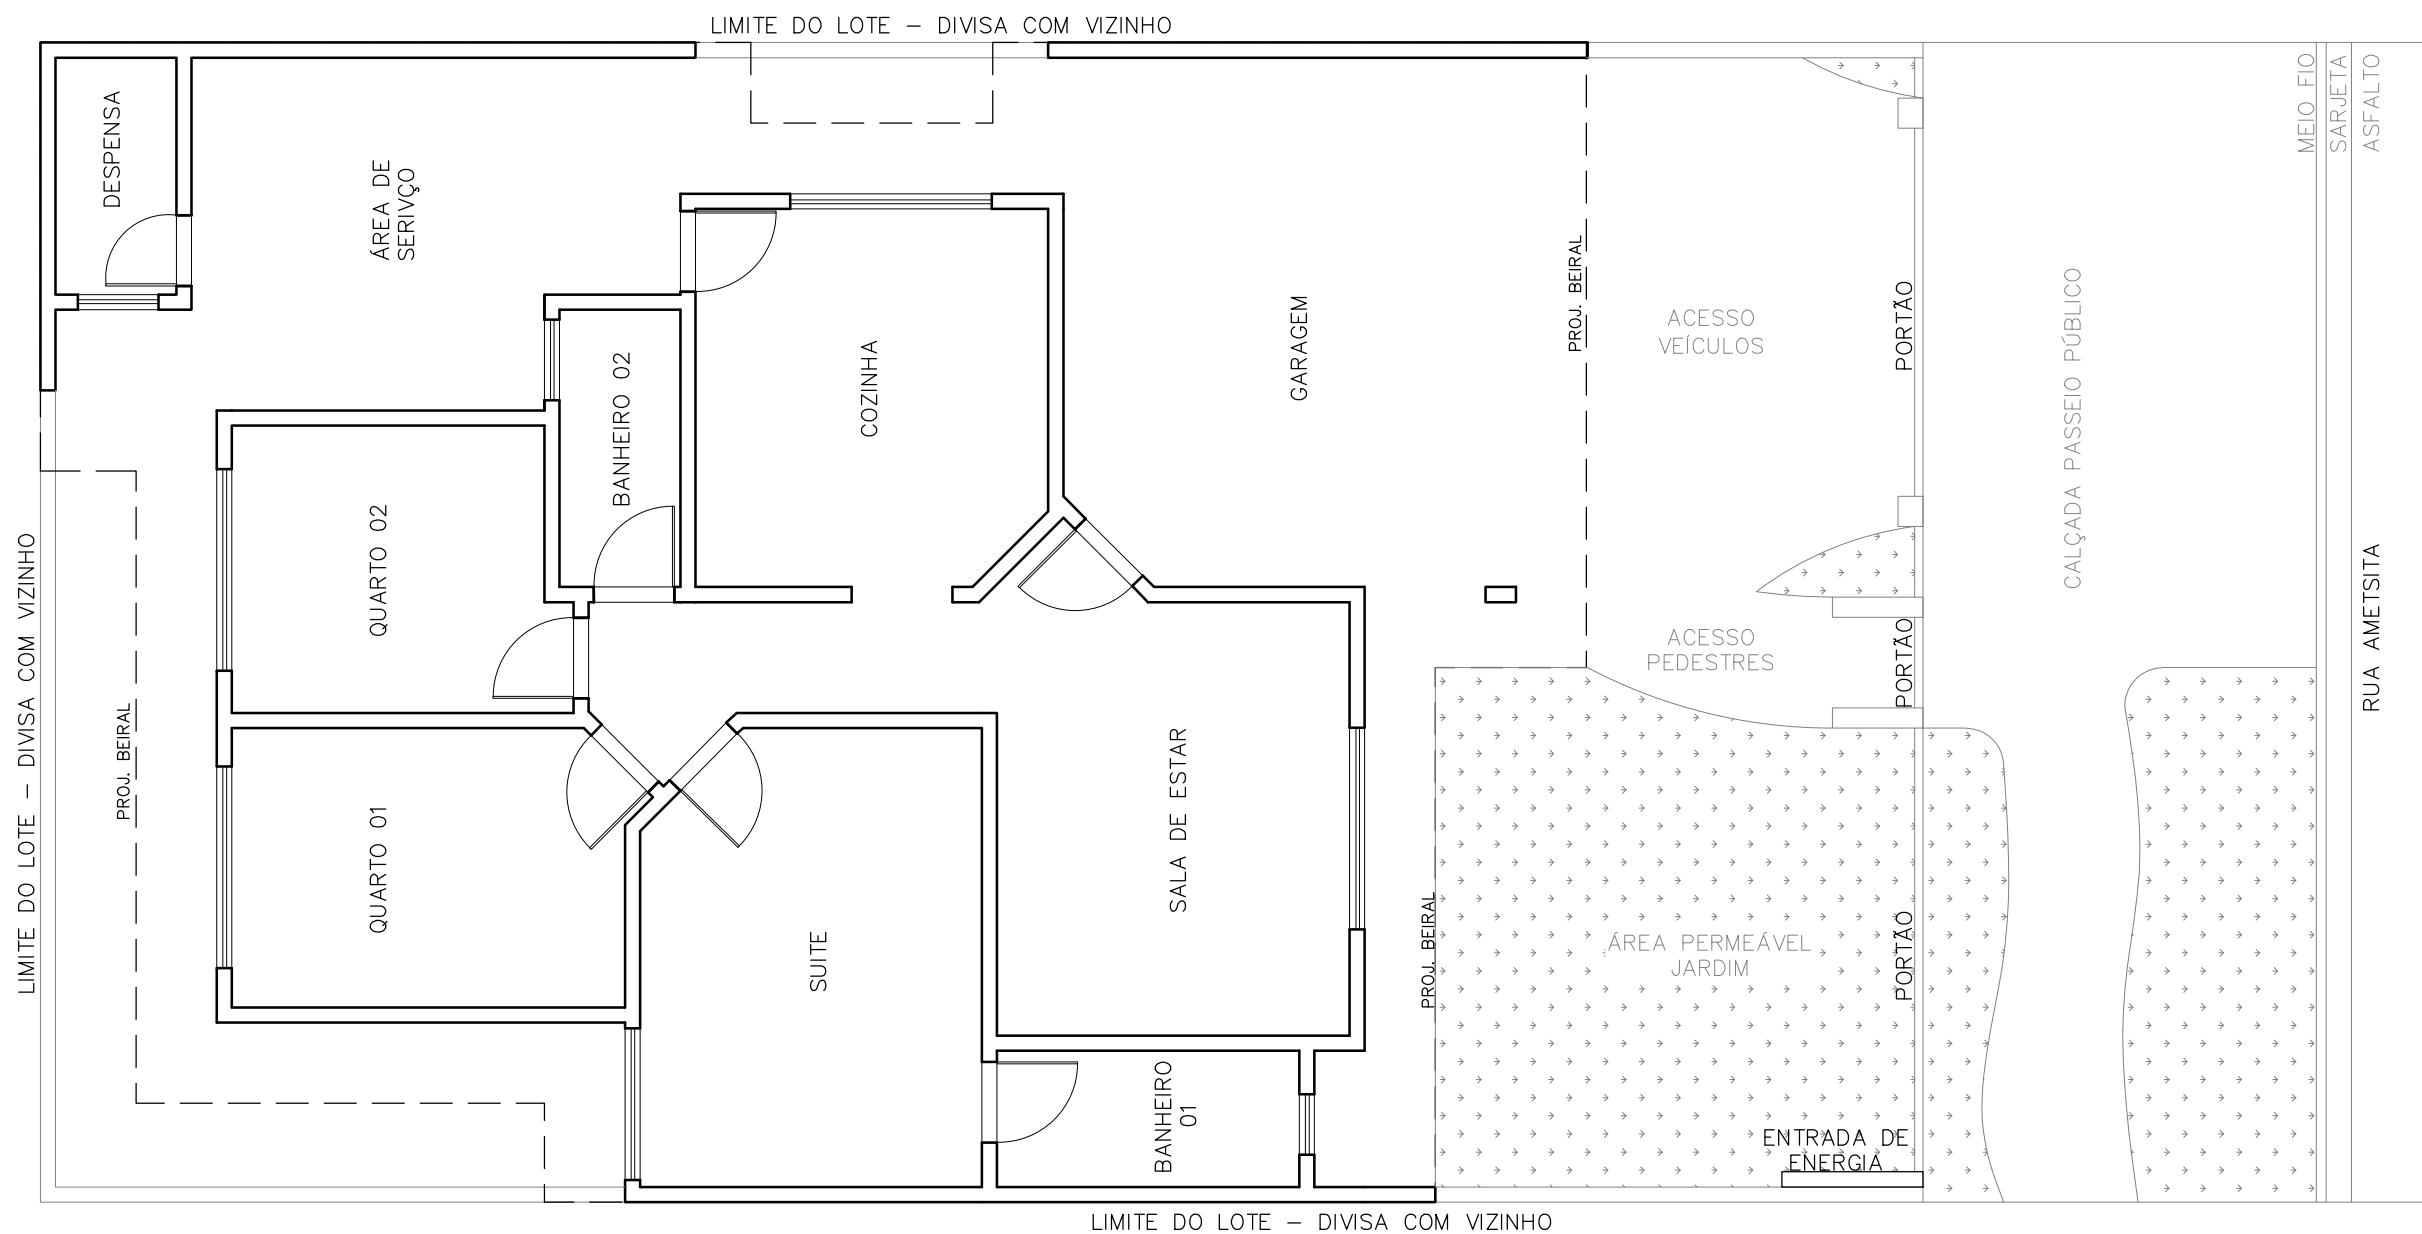 LIMITE DO LOTE – DIVISA COM VIZINHO
DESPENSA
ÁREA DE
SERIVÇO
BANHEIRO 02
COZINHA
GARAGEM
PROJ. BEIRAL
ACESSO
VEÍCULOS
PORTÃO
CALÇADA PASSEIO PÚBLICO
MEIO FIO
SARJETA
ASFALTO
LIMITE DO LOTE – DIVISA COM VIZINHO
PROJ. BEIRAL
QUARTO 02
QUARTO 01
SUITE
SALA DE ESTAR
BANHEIRO
01
PROJ. BEIRAL
ACESSO
PEDESTRES
PORTÃO
ÁREA PERMEÁVEL
JARDIM
PORTÃO
ENTRADA DE
ENERGIA
RUA AMETSITA
LIMITE DO LOTE – DIVISA COM VIZINHO